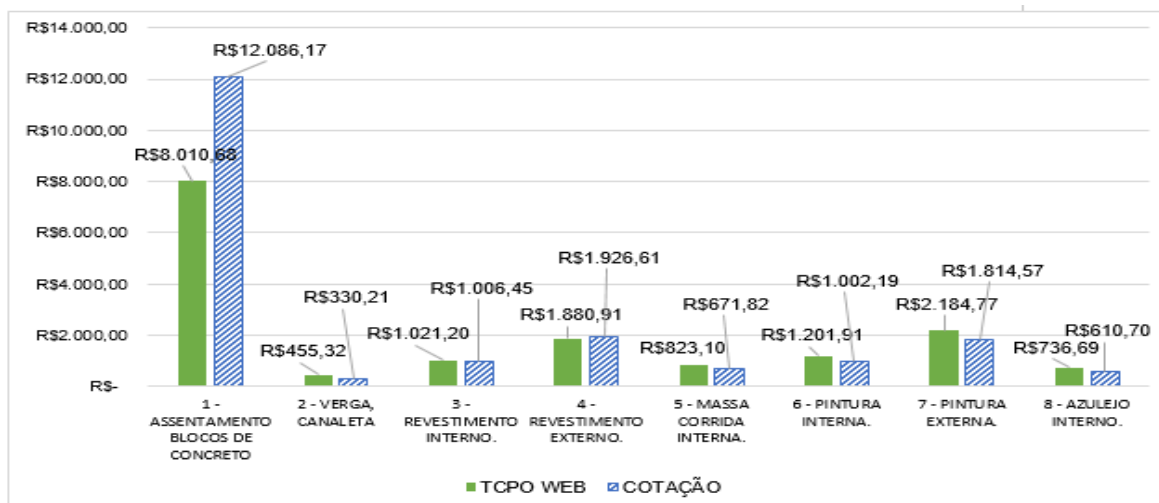 R$14.000,00
R$12.086,17
R$12.000,00
R$10.000,00
R$8.010,68
R$8.000,00
R$6.000,00
R$4.000,00
R$1.926,61
R$1.814,57
R$330,21
R$1.006,45
R$671,82
R$1.002,19
R$2.184,77
R$610,70
R$2.000,00
R$1.021,20
R$1.880,91
R$1.201,91
R$455,32
R$823,10
R$736,69
R$-
1 -
ASSENTAMENTO
BLOCOS DE
CONCRETO
2 - VERGA,
CANALETA
3 -
REVESTIMENTO
INTERNO.
4 -
REVESTIMENTO
EXTERNO.
5 - MASSA
CORRIDA
INTERNA.
6 - PINTURA
INTERNA.
7 - PINTURA
EXTERNA.
8 - AZULEJO
INTERNO.
TCPO WEB
COTAÇÃO